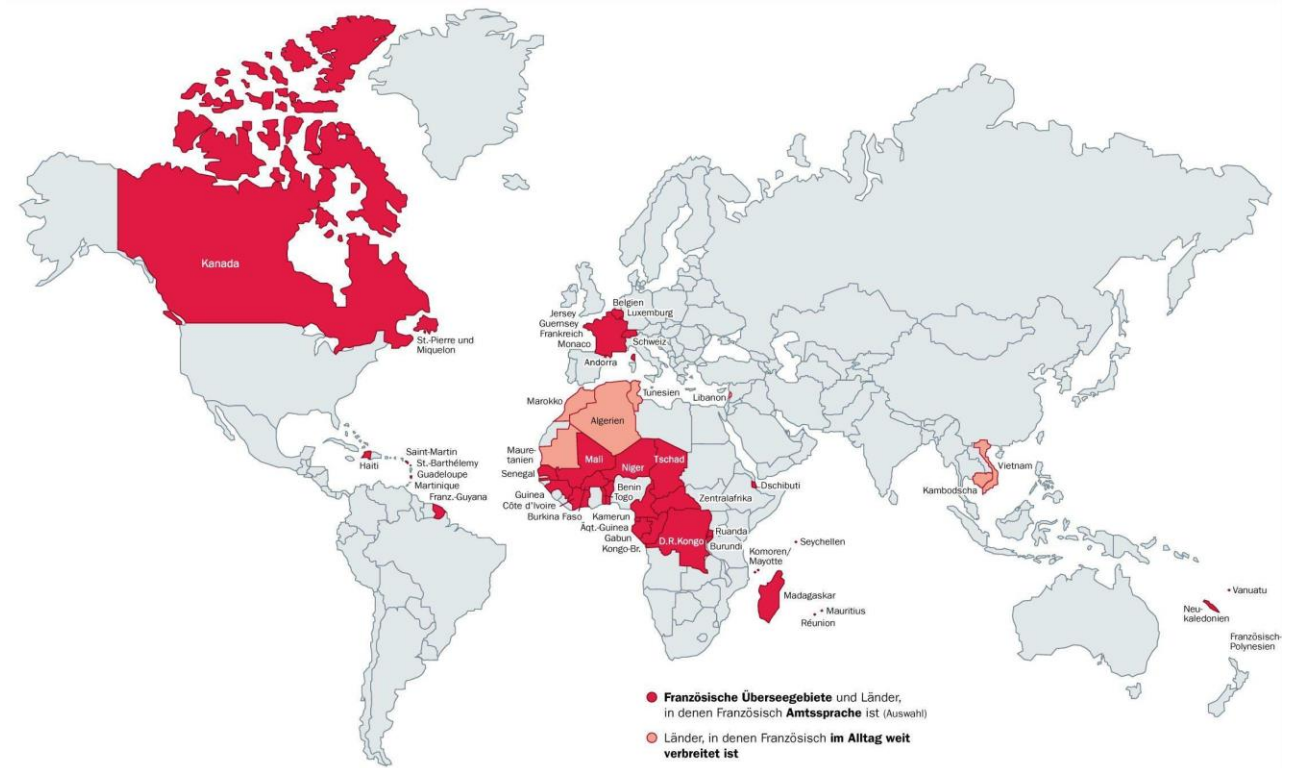 Kanada
St.-Pierre und
Miquelon
Belgien
Luxemburg
Jersey
Guernsey
Frankreich
Monaco
Schweiz
Andorra
Marokko
Tunesien
Libanon
Algerien
Haiti
Saint-Martin
St.-Barthélemy
Guadeloupe
Martinique
Franz.-Guyana
Maure-
tanien
Senegal
Mali
Niger
Tschad
Guinea
Côte d'Ivoire
Burkina Faso
Benin
Togo
Kamerun
Äqt.-Guinea
Gabun
Kongo-Br.
Zentralafrika
Dschibuti
D.R.Kongo
Ruanda
Burundi
Seychellen
Komoren/
Mayotte
Madagaskar
Mauritius
Réunion
Vietnam
Kambodscha
Vanuatu
Neu-
kaledonien
Französisch-
Polynesien
Französische Überseegebiete und Länder,
in denen Französisch Amtssprache ist (Auswahl)
Länder, in denen Französisch im Alltag weit
verbreitet ist